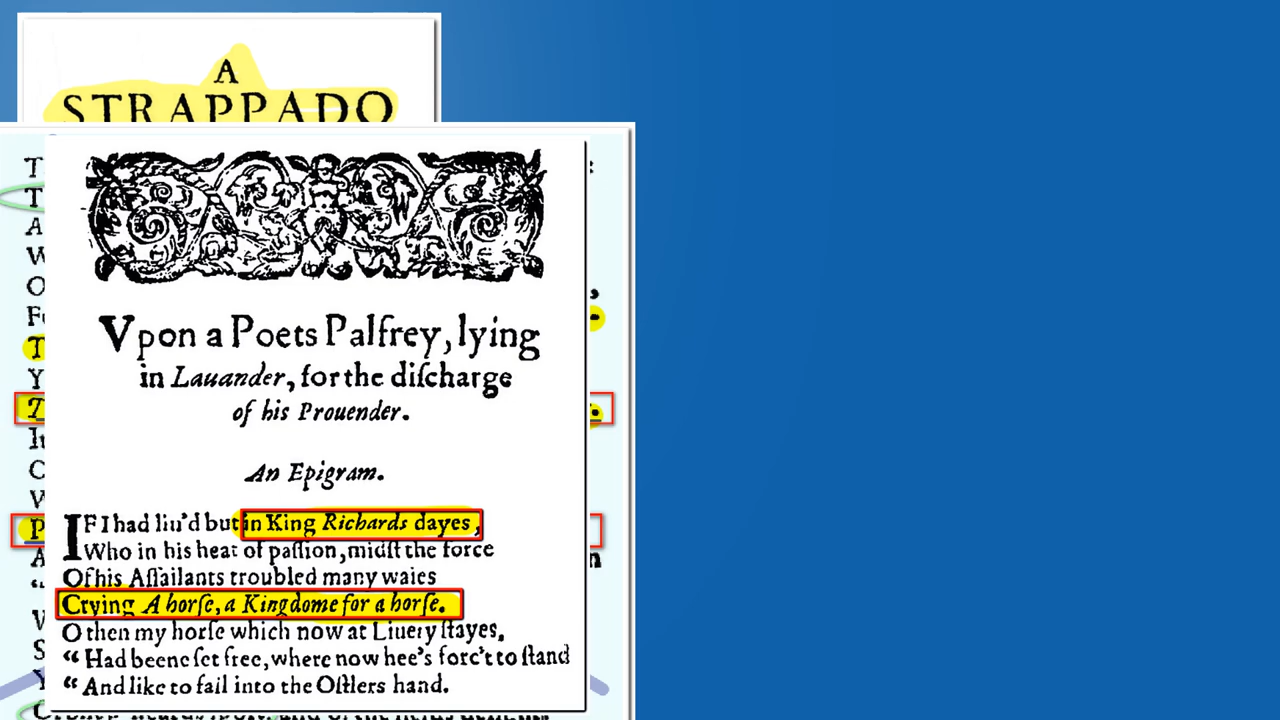 A
STRAPPADO
Vpon a Poets Palfrey, lying
in Lauander, for the diſcharge
of his Prouender.
An Epigram.
IF I had liu'd but in King Richards dayes,
Who in his heat of paſſion, midſt the force
Of his Aſſailants troubled many waies
Crying A horſe, a Kingdome for a horſe.
O then my horſe which now at Liuery ſtayes,
“ Had beene ſet free, where now hee's forc't to ſtand
“ And like to fall into the Oſtlers hand.